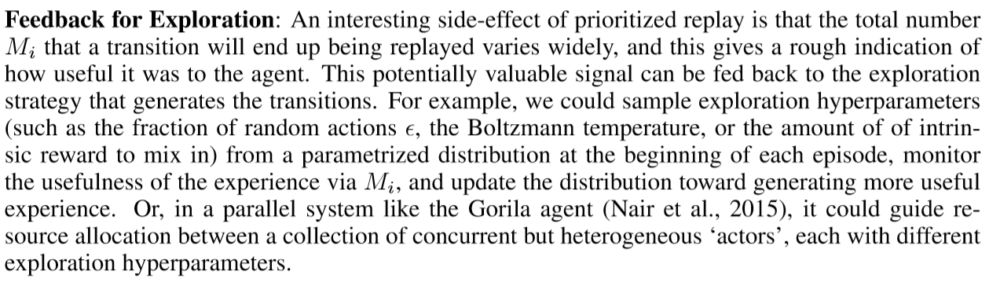 Feedback for Exploration: An interesting side-effect of prioritized replay is that the total number
M_i that a transition will end up being replayed varies widely, and this gives a rough indication of
how useful it was to the agent. This potentially valuable signal can be fed back to the exploration
strategy that generates the transitions. For example, we could sample exploration hyperparameters
(such as the fraction of random actions ϵ, the Boltzmann temperature, or the amount of of intrin-
sic reward to mix in) from a parametrized distribution at the beginning of each episode, monitor
the usefulness of the experience via M_i, and update the distribution toward generating more useful
experience. Or, in a parallel system like the Gorila agent (Nair et al., 2015), it could guide re-
source allocation between a collection of concurrent but heterogeneous ‘actors’, each with different
exploration hyperparameters.